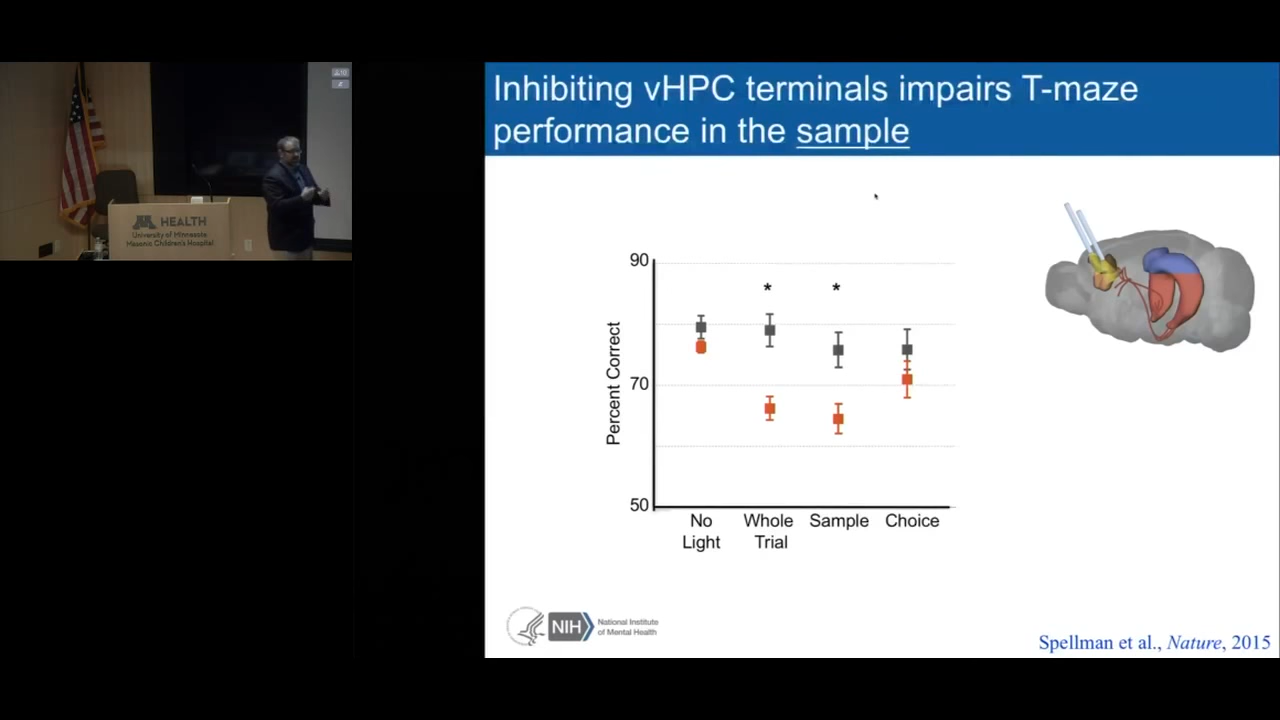 HEALTH
University of Minnesota
Masonic Children's Hospital
Inhibiting vHPC terminals impairs T-maze
performance in the sample
90
70
50
Percent Correct
* *
No Light
Whole Trial
Sample
Choice
NIH
National Institute
of Mental Health
Spellman et al., Nature, 2015